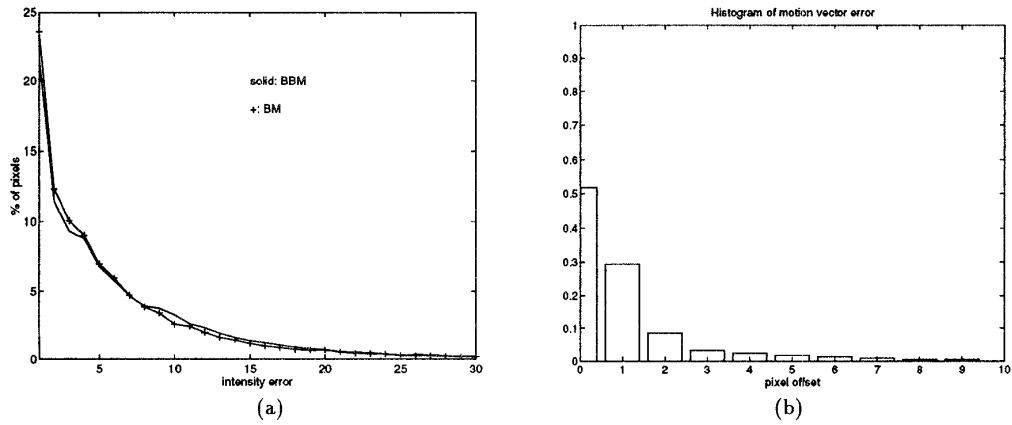 25
20
15
10
5
0
% of pixels
solid: BBM
+: BM
5 10 15 20 25 30
intensity error
(a)
Histogram of motion vector error
1
0.9
0.8
0.7
0.6
0.5
0.4
0.3
0.2
0.1
0
0 1 2 3 4 5 6 7 8 9 10
pixel offset
(b)